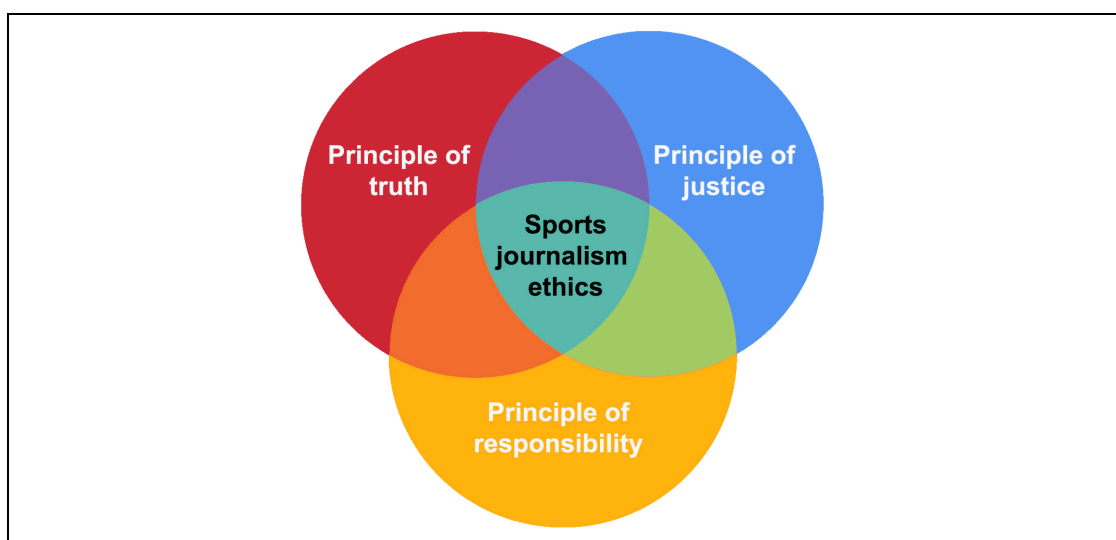 Principle of
truth
Principle of
justice
Sports
journalism
ethics
Principle of
responsibility